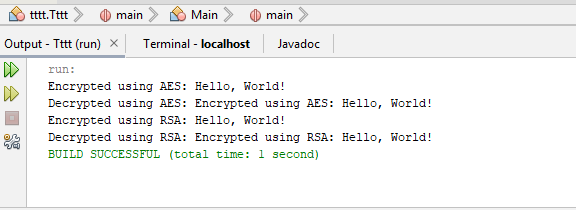 tttt.Tttt main Main main
Output - Tttt (run) × Terminal - localhost Javadoc
run:
Encrypted using AES: Hello, World!
Decrypted using AES: Encrypted using AES: Hello, World!
Encrypted using RSA: Hello, World!
Decrypted using RSA: Encrypted using RSA: Hello, World!
BUILD SUCCESSFUL (total time: 1 second)